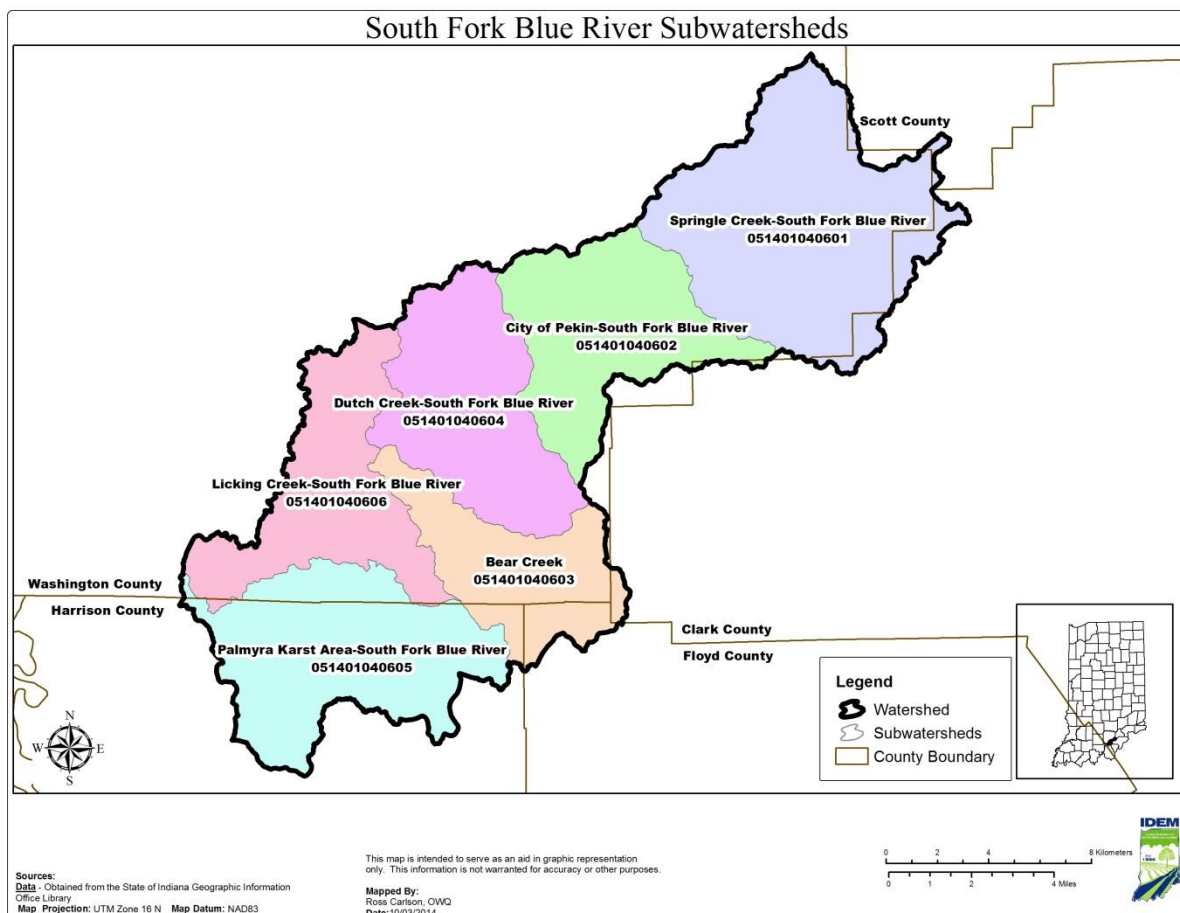 South Fork Blue River Subwatersheds
Scott County
Springle Creek-South Fork Blue River
051401040601
City of Pekin-South Fork Blue River
051401040602
Dutch Creek-South Fork Blue River
051401040604
Licking Creek-South Fork Blue River
051401040606
Bear Creek
051401040603
Washington County
Harrison County
Clark County
Floyd County
Palmyra Karst Area-South Fork Blue River
051401040605
Legend
Watershed
Subwatersheds
County Boundary
N
W E
S
IDEM
0 2 4 8 Kilometers
0 1 2 4 Miles
Sources:
Data - Obtained from the State of Indiana Geographic Information
Office Library
Map Projection: UTM Zone 16 N Map Datum: NAD83
This map is intended to serve as an aid in graphic representation
only. This information is not warranted for accuracy or other purposes.
Mapped By:
Ross Carlson, OWQ
Date:10/03/2014